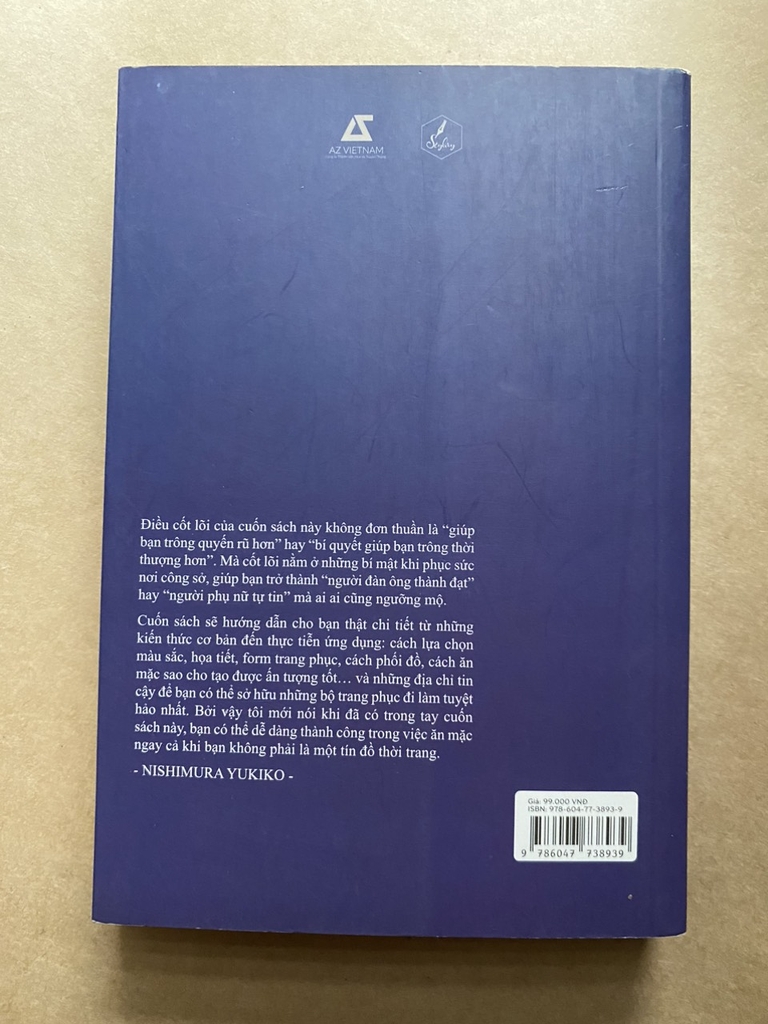 AZ VIETNAM
Skybooks
Điều cốt lõi của cuốn sách này không đơn thuần là “giúp
bạn trông quyến rũ hơn” hay “bí quyết giúp bạn trông thời
thượng hơn”. Mà cốt lõi nằm ở những bí mật khi phục sức
nơi công sở, giúp bạn trở thành “người đàn ông thành đạt”
hay “người phụ nữ tự tin” mà ai ai cũng ngưỡng mộ.
Cuốn sách sẽ hướng dẫn cho bạn thật chi tiết từ những
kiến thức cơ bản đến thực tiễn ứng dụng: cách lựa chọn
màu sắc, họa tiết, form trang phục, cách phối đồ, cách ăn
mặc sao cho tạo được ấn tượng tốt… và những địa chỉ tin
cậy để bạn có thể sở hữu những bộ trang phục đi làm tuyệt
hảo nhất. Bởi vậy tôi mới nói khi đã có trong tay cuốn
sách này, bạn có thể dễ dàng thành công trong việc ăn mặc
ngay cả khi bạn không phải là một tín đồ thời trang.
- NISHIMURA YUKIKO -
Giá: 99.000 VNĐ
ISBN: 978-604-77-3893-9
9 786047 738939